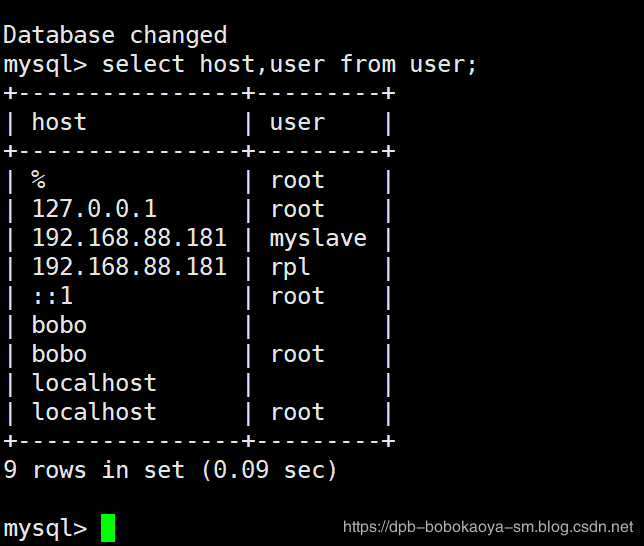 Database changed
mysql> select host,user from user;
+---------------+---------+
| host           | user    |
+---------------+---------+
| %              | root    |
| 127.0.0.1      | root    |
| 192.168.88.181 | myslave |
| 192.168.88.181 | rpl     |
| ::1            | root    |
| bobo           |         |
| bobo           | root    |
| localhost      |         |
| localhost      | root    |
+---------------+---------+
9 rows in set (0.09 sec)
mysql>
https://dpb-bobokaoya-sm.blog.csdn.net